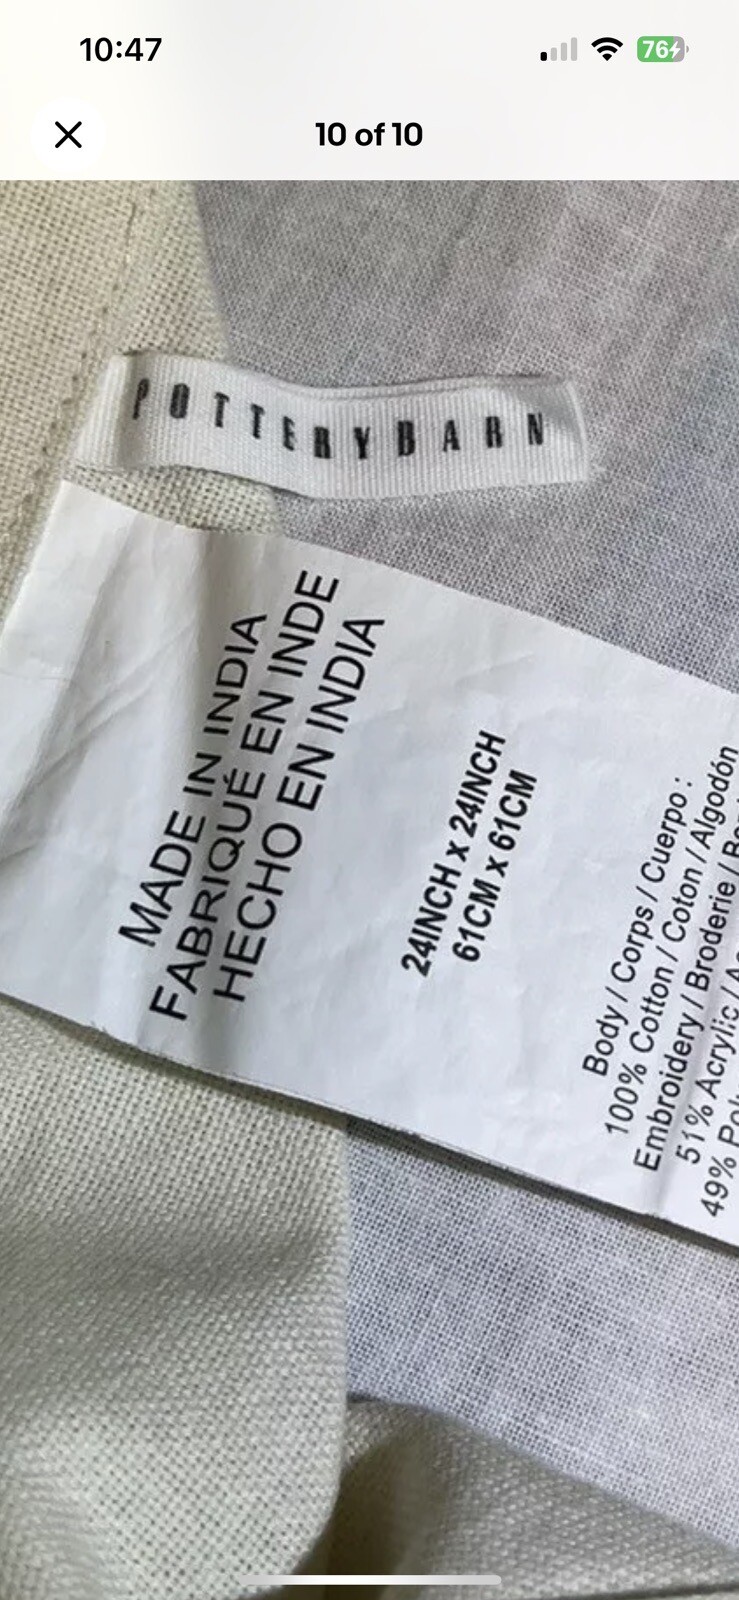 10:47
76
10 of 10
POTTERYBARN
MADE IN INDIA
FABRIQUÉ EN INDE
HECHO EN INDIA
24INCH x 24INCH
61CM x 61CM
Body / Corps / Cuerpo :
100% Cotton / Coton / Algodón
Embroidery / Broderie /
51% Acrylic /
49%